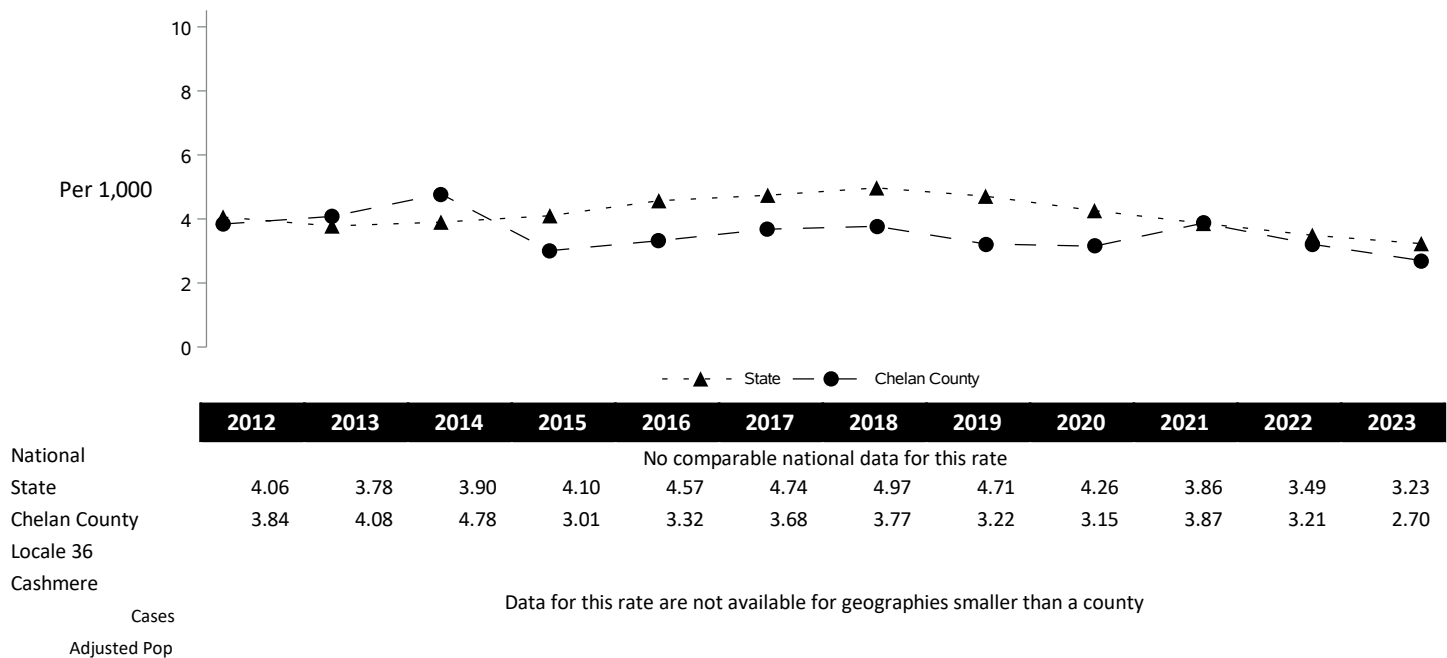 10
8
6
Per 1,000
4
2
0
State Chelan County
2012 2013 2014 2015 2016 2017 2018 2019 2020 2021 2022 2023
National No comparable national data for this rate
State 4.06 3.78 3.90 4.10 4.57 4.74 4.97 4.71 4.26 3.86 3.49 3.23
Chelan County 3.84 4.08 4.78 3.01 3.32 3.68 3.77 3.22 3.15 3.87 3.21 2.70
Locale 36
Cashmere
Data for this rate are not available for geographies smaller than a county
Cases
Adjusted Pop